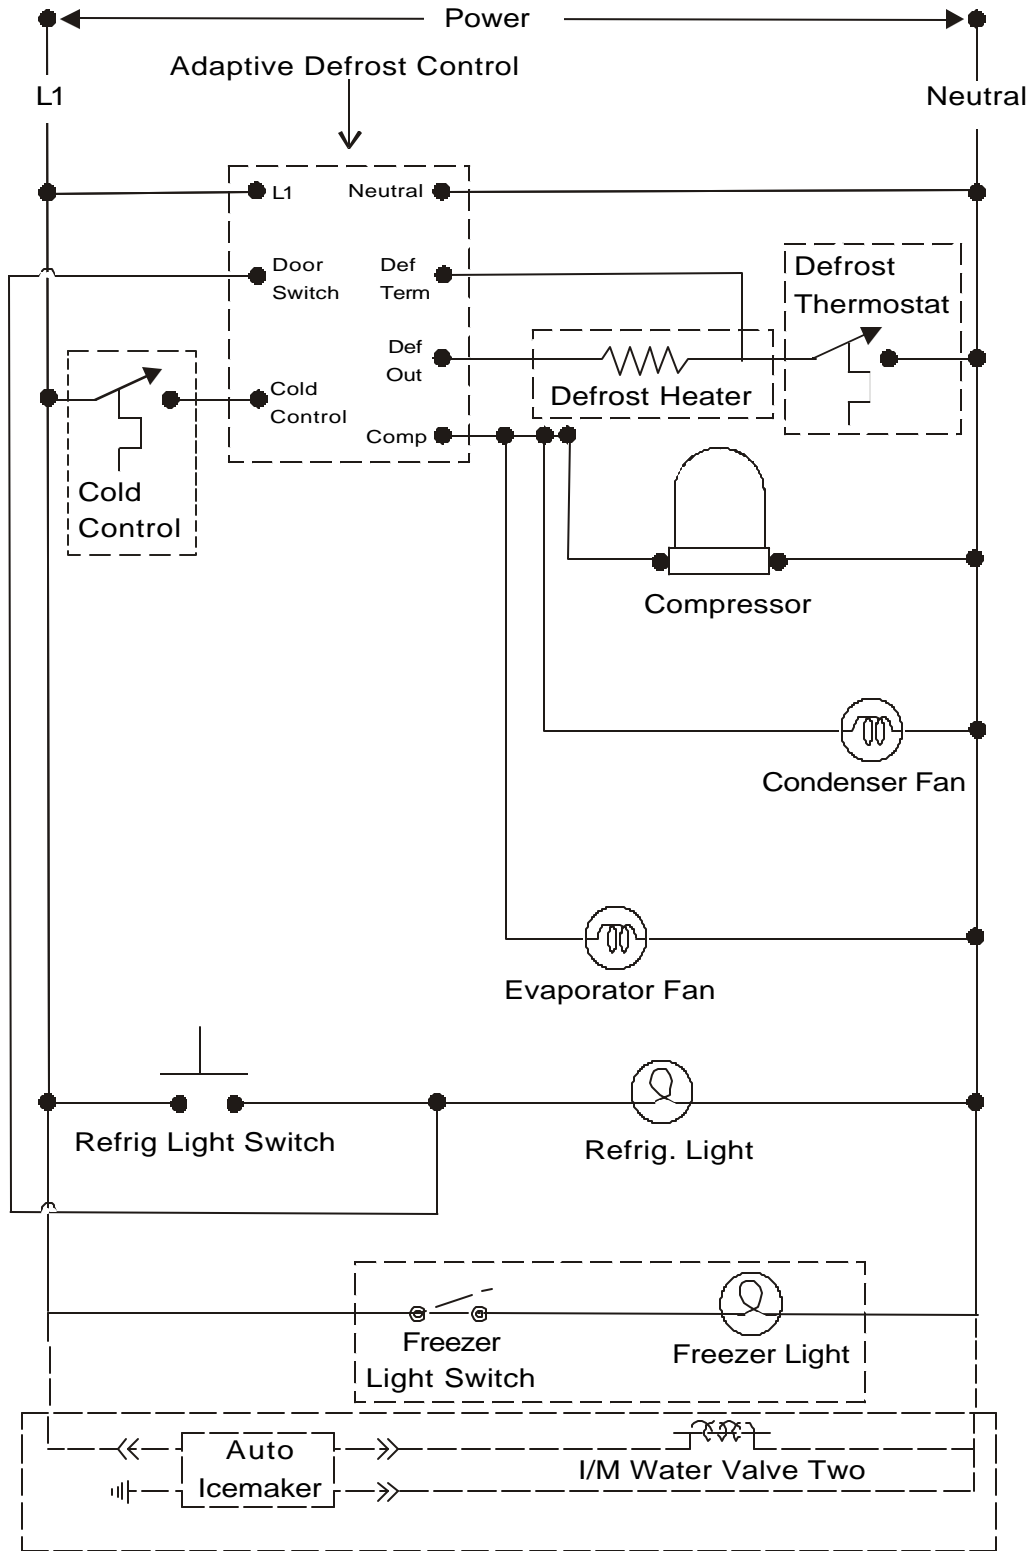 Power
Adaptive Defrost Control
L1
Neutral
L1
Neutral
Door
Switch
Def
Term
Defrost
Thermostat
Def
Out
Defrost Heater
Cold
Control
Comp
Cold
Control
Compressor
Condenser Fan
Evaporator Fan
Refrig Light Switch
Refrig. Light
Freezer
Light Switch
Freezer Light
Auto
Icemaker
I/M Water Valve Two